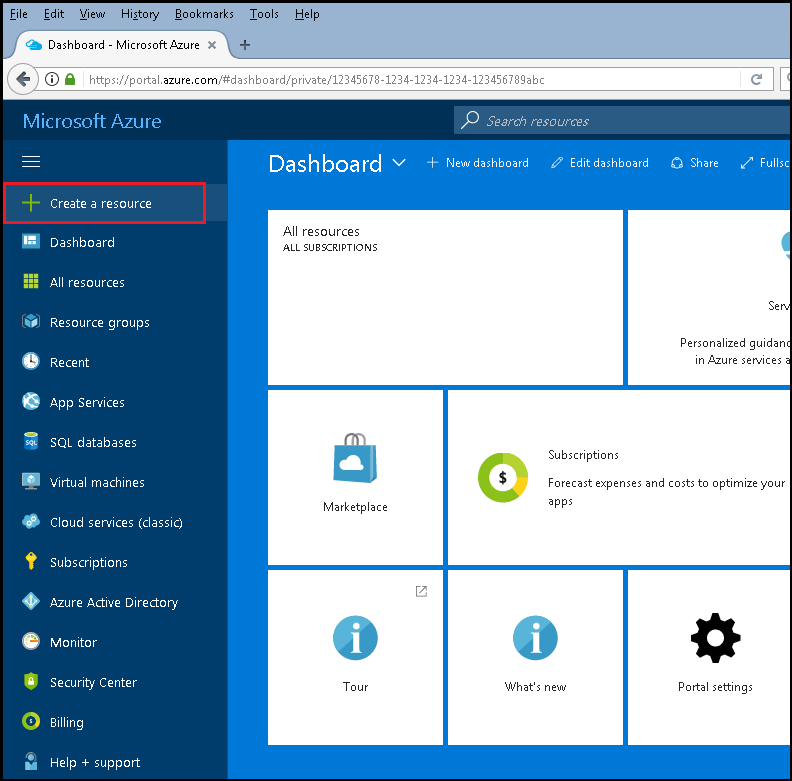 File Edit View History Bookmarks Tools Help
Dashboard - Microsoft Azure
https://portal.azure.com/#dashboard/private/12345678-1234-1234-1234-123456789abc
Microsoft Azure
Search resources
Dashboard
New dashboard
Edit dashboard
Share
Fullsc
Create a resource
Dashboard
All resources
Resource groups
Recent
App Services
SQL databases
Virtual machines
Cloud services (classic)
Subscriptions
Azure Active Directory
Monitor
Security Center
Billing
Help + support
All resources
ALL SUBSCRIPTIONS
Serv
Personalized guidanc
in Azure services a
Marketplace
Subscriptions
Forecast expenses and costs to optimize your
apps
Tour
What's new
Portal settings